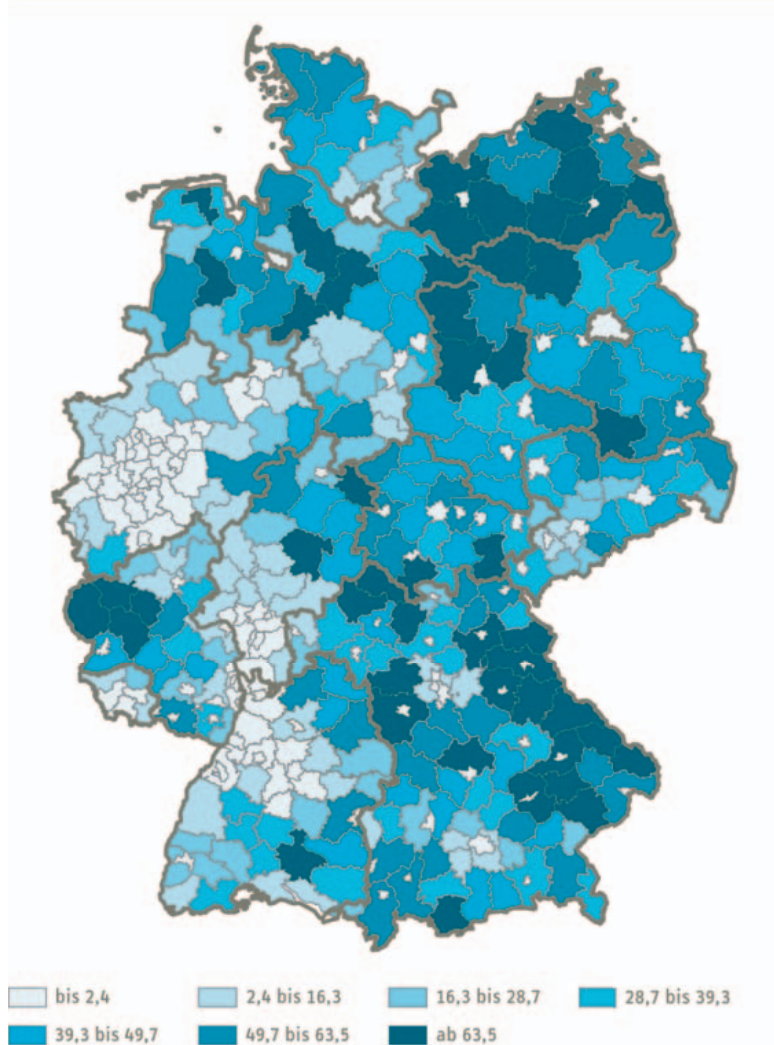 bis 2,4
2,4 bis 16,3
16,3 bis 28,7
28,7 bis 39,3
39,3 bis 49,7
49,7 bis 63,5
ab 63,5